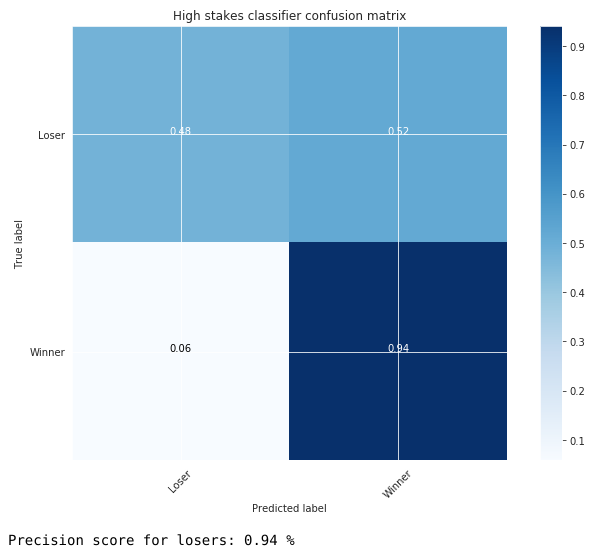 High stakes classifier confusion matrix
Loser
0.48
0.52
Winner
0.06
0.94
True label
Loser
Winner
Predicted label
0.9
0.8
0.7
0.6
0.5
0.4
0.3
0.2
0.1
Precision score for losers: 0.94 %